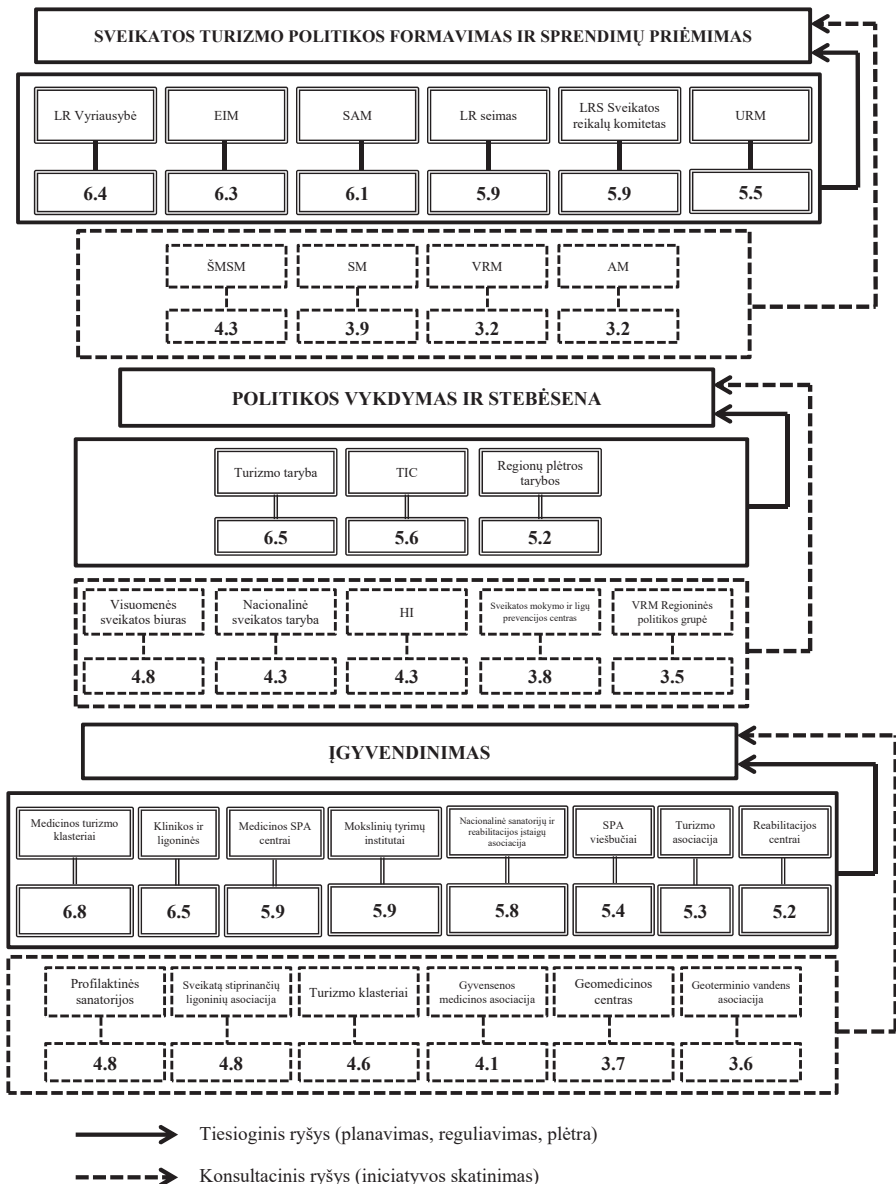 SVEIKATOS TURIZMO POLITIKOS FORMAVIMAS IR SPRENDIMŲ PRIĖMIMAS
LR Vyriausybė
EIM
SAM
LR seimas
LRS Sveikatos
reikalų komitetas
URM
6.4
6.3
6.1
5.9
5.9
5.5
ŠMSM
SM
VRM
AM
4.3
3.9
3.2
3.2
POLITIKOS VYKDYMAS IR STEBĖSENA
Turizmo taryba
TIC
Regionų plėtros
tarybos
6.5
5.6
5.2
Visuomenės
sveikatos biuras
Nacionalinė
sveikatos taryba
HI
Sveikatos mokymo ir ligų
prevencijos centras
VRM Regioninės
politikos grupė
4.8
4.3
4.3
3.8
3.5
ĮGYVENDINIMAS
Medicinos turizmo
klasteriai
Klinikos ir
ligoninės
Medicinos SPA
centrai
Mokslinių tyrimų
institutai
Nacionalinė sanatorijų ir
reabilitacijos įstaigų
asociacija
SPA
viešbučiai
Turizmo
asociacija
Reabilitacijos
centrai
6.8
6.5
5.9
5.9
5.8
5.4
5.3
5.2
Profilaktinės
sanatorijos
Sveikatą stiprinančių
ligoninių asociacija
Turizmo klasteriai
Gyvensenos
medicinos asociacija
Geomedicinos
centras
Geoterminio vandens
asociacija
4.8
4.8
4.6
4.1
3.7
3.6
Tiesioginis ryšys (planavimas, reguliavimas, plėtra)
Konsultacinis ryšys (iniciatyvos skatinimas)